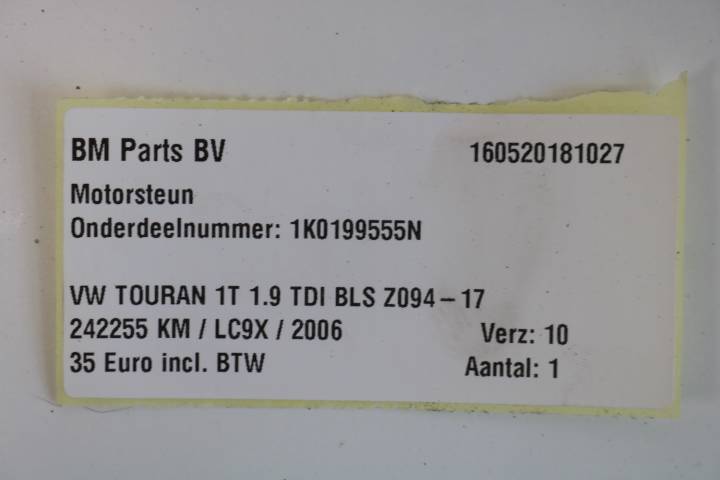 BM Parts BV 160520181027
Motorsteun
Onderdeelnummer: 1K0199555N
VW TOURAN 1T 1.9 TDI BLS Z094-17
242255 KM / LC9X / 2006 Verz: 10
35 Euro incl. BTW Aantal: 1